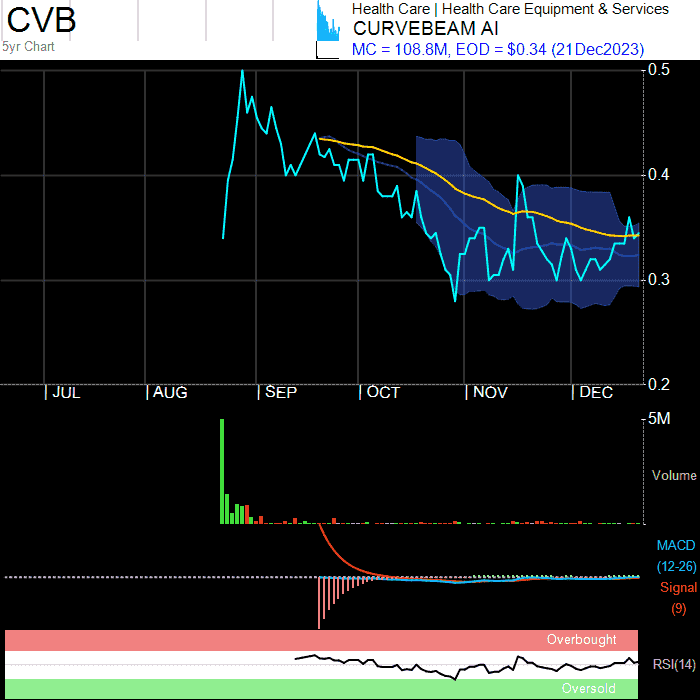 CVB
5yr Chart
Health Care | Health Care Equipment & Services
CURVEBEAM AI
MC = 108.8M, EOD = $0.34 (21Dec2023)
0.5
0.4
0.3
0.2
| JUL | AUG | SEP | OCT | NOV | DEC
5M
Volume
MACD
(12-26)
Signal
(9)
Overbought
RSI(14)
Oversold